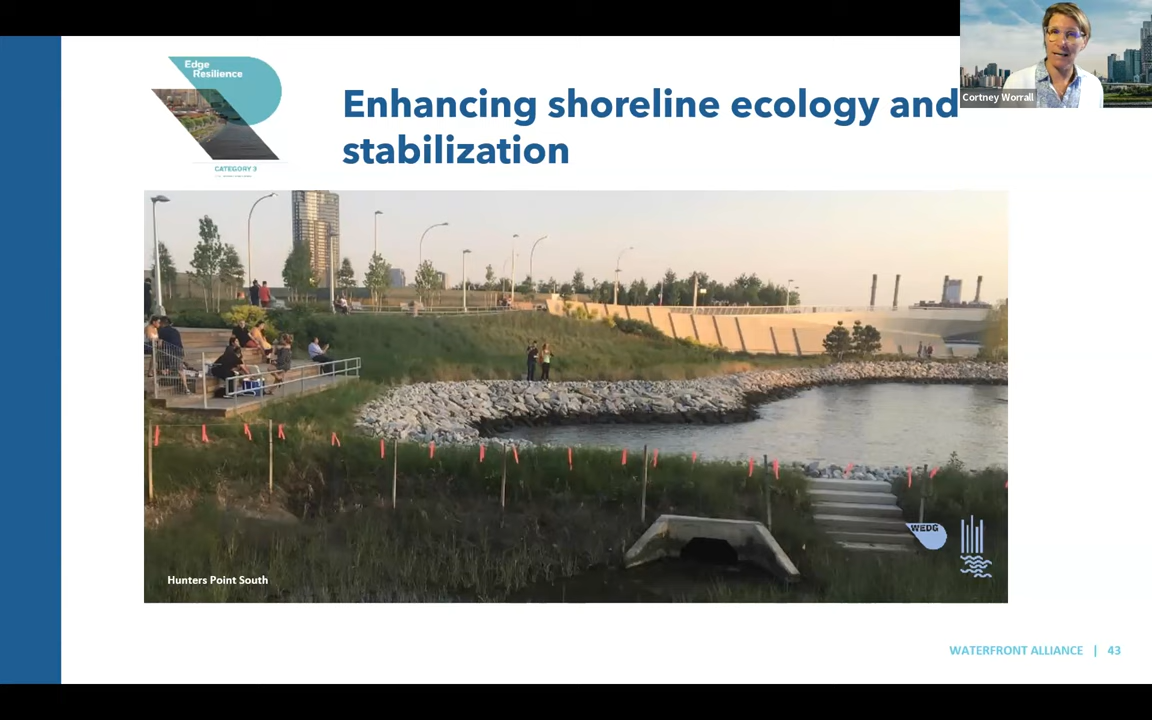 Edge
Resilience
CATEGORY 3
Enhancing shoreline ecology and
stabilization
Cortney Worrall
WEDG
Hunters Point South
WATERFRONT ALLIANCE | 43